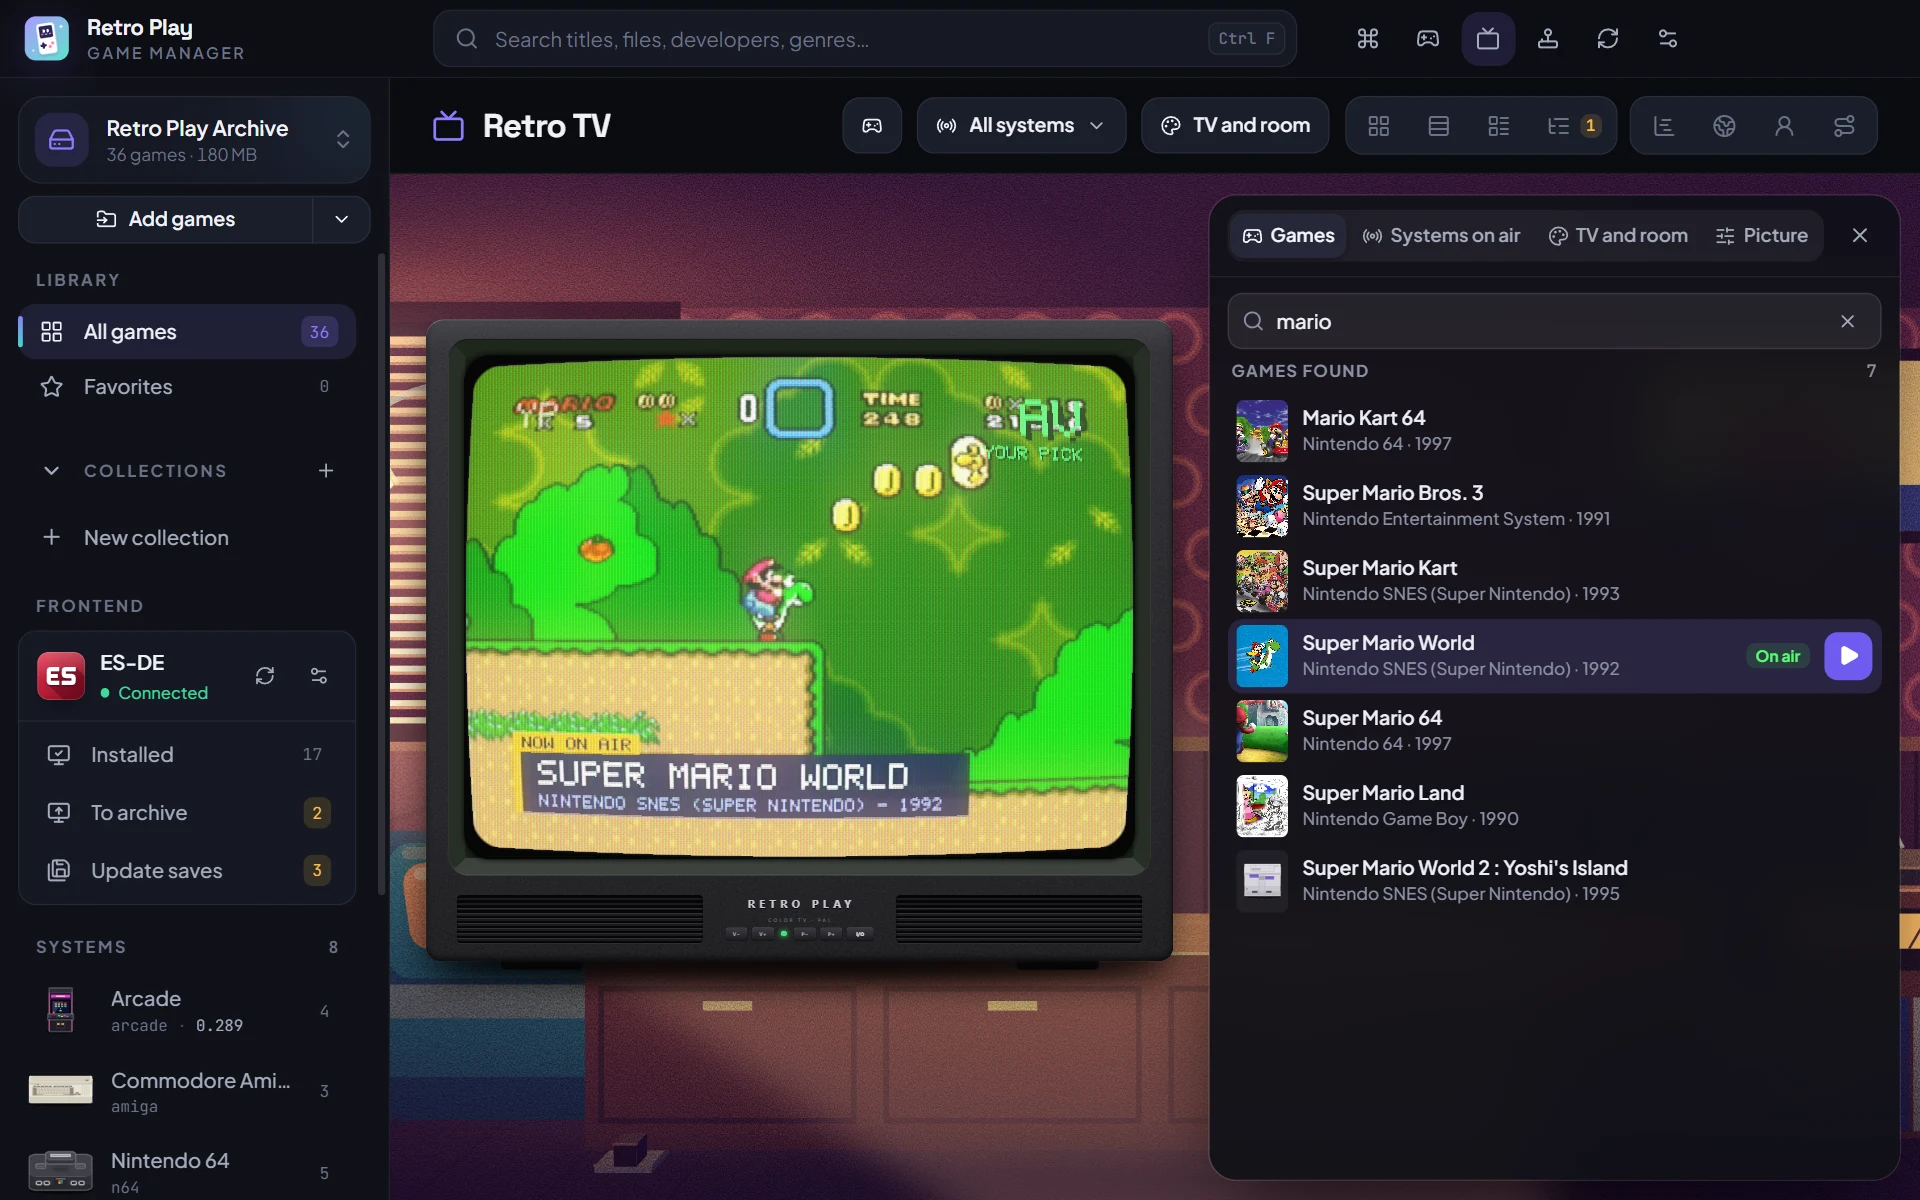 Retro Play
GAME MANAGER
Search titles, files, developers, genres...
Ctrl F
Retro Play Archive
36 games · 180 MB
Add games
LIBRARY
All games
36
Favorites
0
COLLECTIONS
New collection
FRONTEND
ES
ES-DE
Connected
Installed
17
To archive
2
Update saves
3
SYSTEMS
8
Arcade
arcade · 0.289
4
Commodore Ami...
amiga
3
Nintendo 64
n64
5
Retro TV
All systems
TV and room
1
MARIO
0
TIME
248
AV
YOUR PICK
NOW ON AIR
SUPER MARIO WORLD
NINTENDO SNES (SUPER NINTENDO) - 1992
RETRO PLAY
COLOR TV · PAL
V-
V+
P-
P+
I/O
Games
Systems on air
TV and room
Picture
mario
GAMES FOUND
7
Mario Kart 64
Nintendo 64 · 1997
Super Mario Bros. 3
Nintendo Entertainment System · 1991
Super Mario Kart
Nintendo SNES (Super Nintendo) · 1993
Super Mario World
Nintendo SNES (Super Nintendo) · 1992
On air
Super Mario 64
Nintendo 64 · 1997
Super Mario Land
Nintendo Game Boy · 1990
Super Mario World 2 : Yoshi's Island
Nintendo SNES (Super Nintendo) · 1995